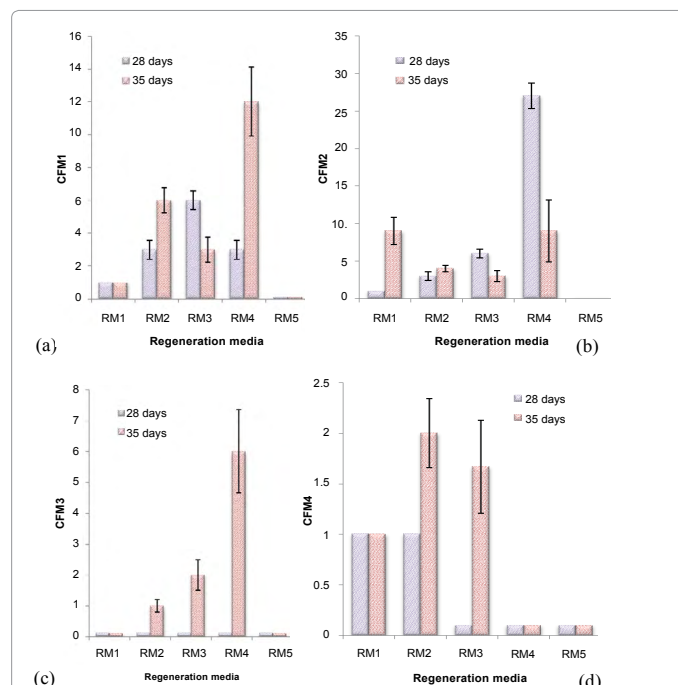 16
14
12
10
8
6
4
2
0
CFM1
28 days
35 days
RM1 RM2 RM3 RM4 RM5
Regeneration media
(a)
35
30
25
20
15
10
5
0
CFM2
28 days
35 days
RM1 RM2 RM3 RM4 RM5
Regeneration media
(b)
8
7
6
5
4
3
2
1
0
CFM3
28 days
35 days
RM1 RM2 RM3 RM4 RM5
Regeneration media
(c)
2.5
2
1.5
1
0.5
0
CFM4
28 days
35 days
RM1 RM2 RM3 RM4 RM5
Regeneration media
(d)